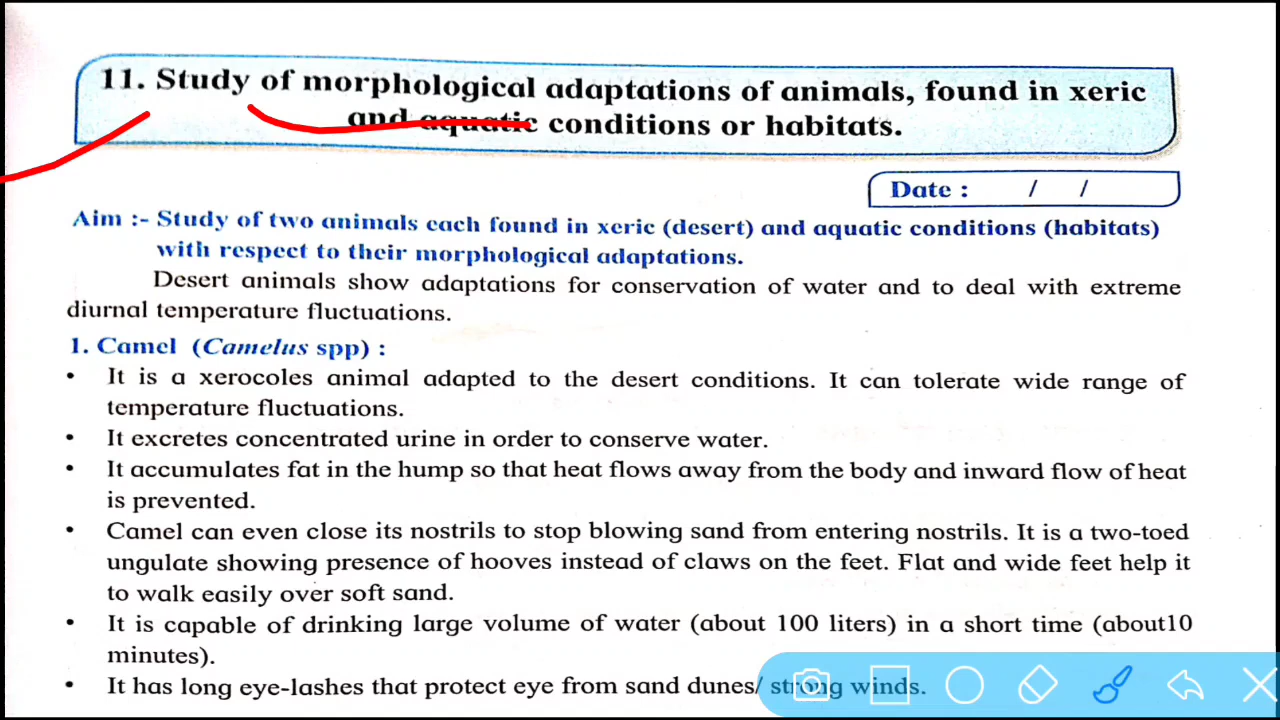 11. Study of morphological adaptations of animals, found in xeric
and aquatic conditions or habitats.
Date : / /
Aim :- Study of two animals each found in xeric (desert) and aquatic conditions (habitats)
with respect to their morphological adaptations.
Desert animals show adaptations for conservation of water and to deal with extreme
diurnal temperature fluctuations.
1. Camel (Camelus spp) :
• It is a xerocoles animal adapted to the desert conditions. It can tolerate wide range of
temperature fluctuations.
• It excretes concentrated urine in order to conserve water.
• It accumulates fat in the hump so that heat flows away from the body and inward flow of heat
is prevented.
• Camel can even close its nostrils to stop blowing sand from entering nostrils. It is a two-toed
ungulate showing presence of hooves instead of claws on the feet. Flat and wide feet help it
to walk easily over soft sand.
• It is capable of drinking large volume of water (about 100 liters) in a short time (about10
minutes).
• It has long eye-lashes that protect eye from sand dunes/ strong winds.